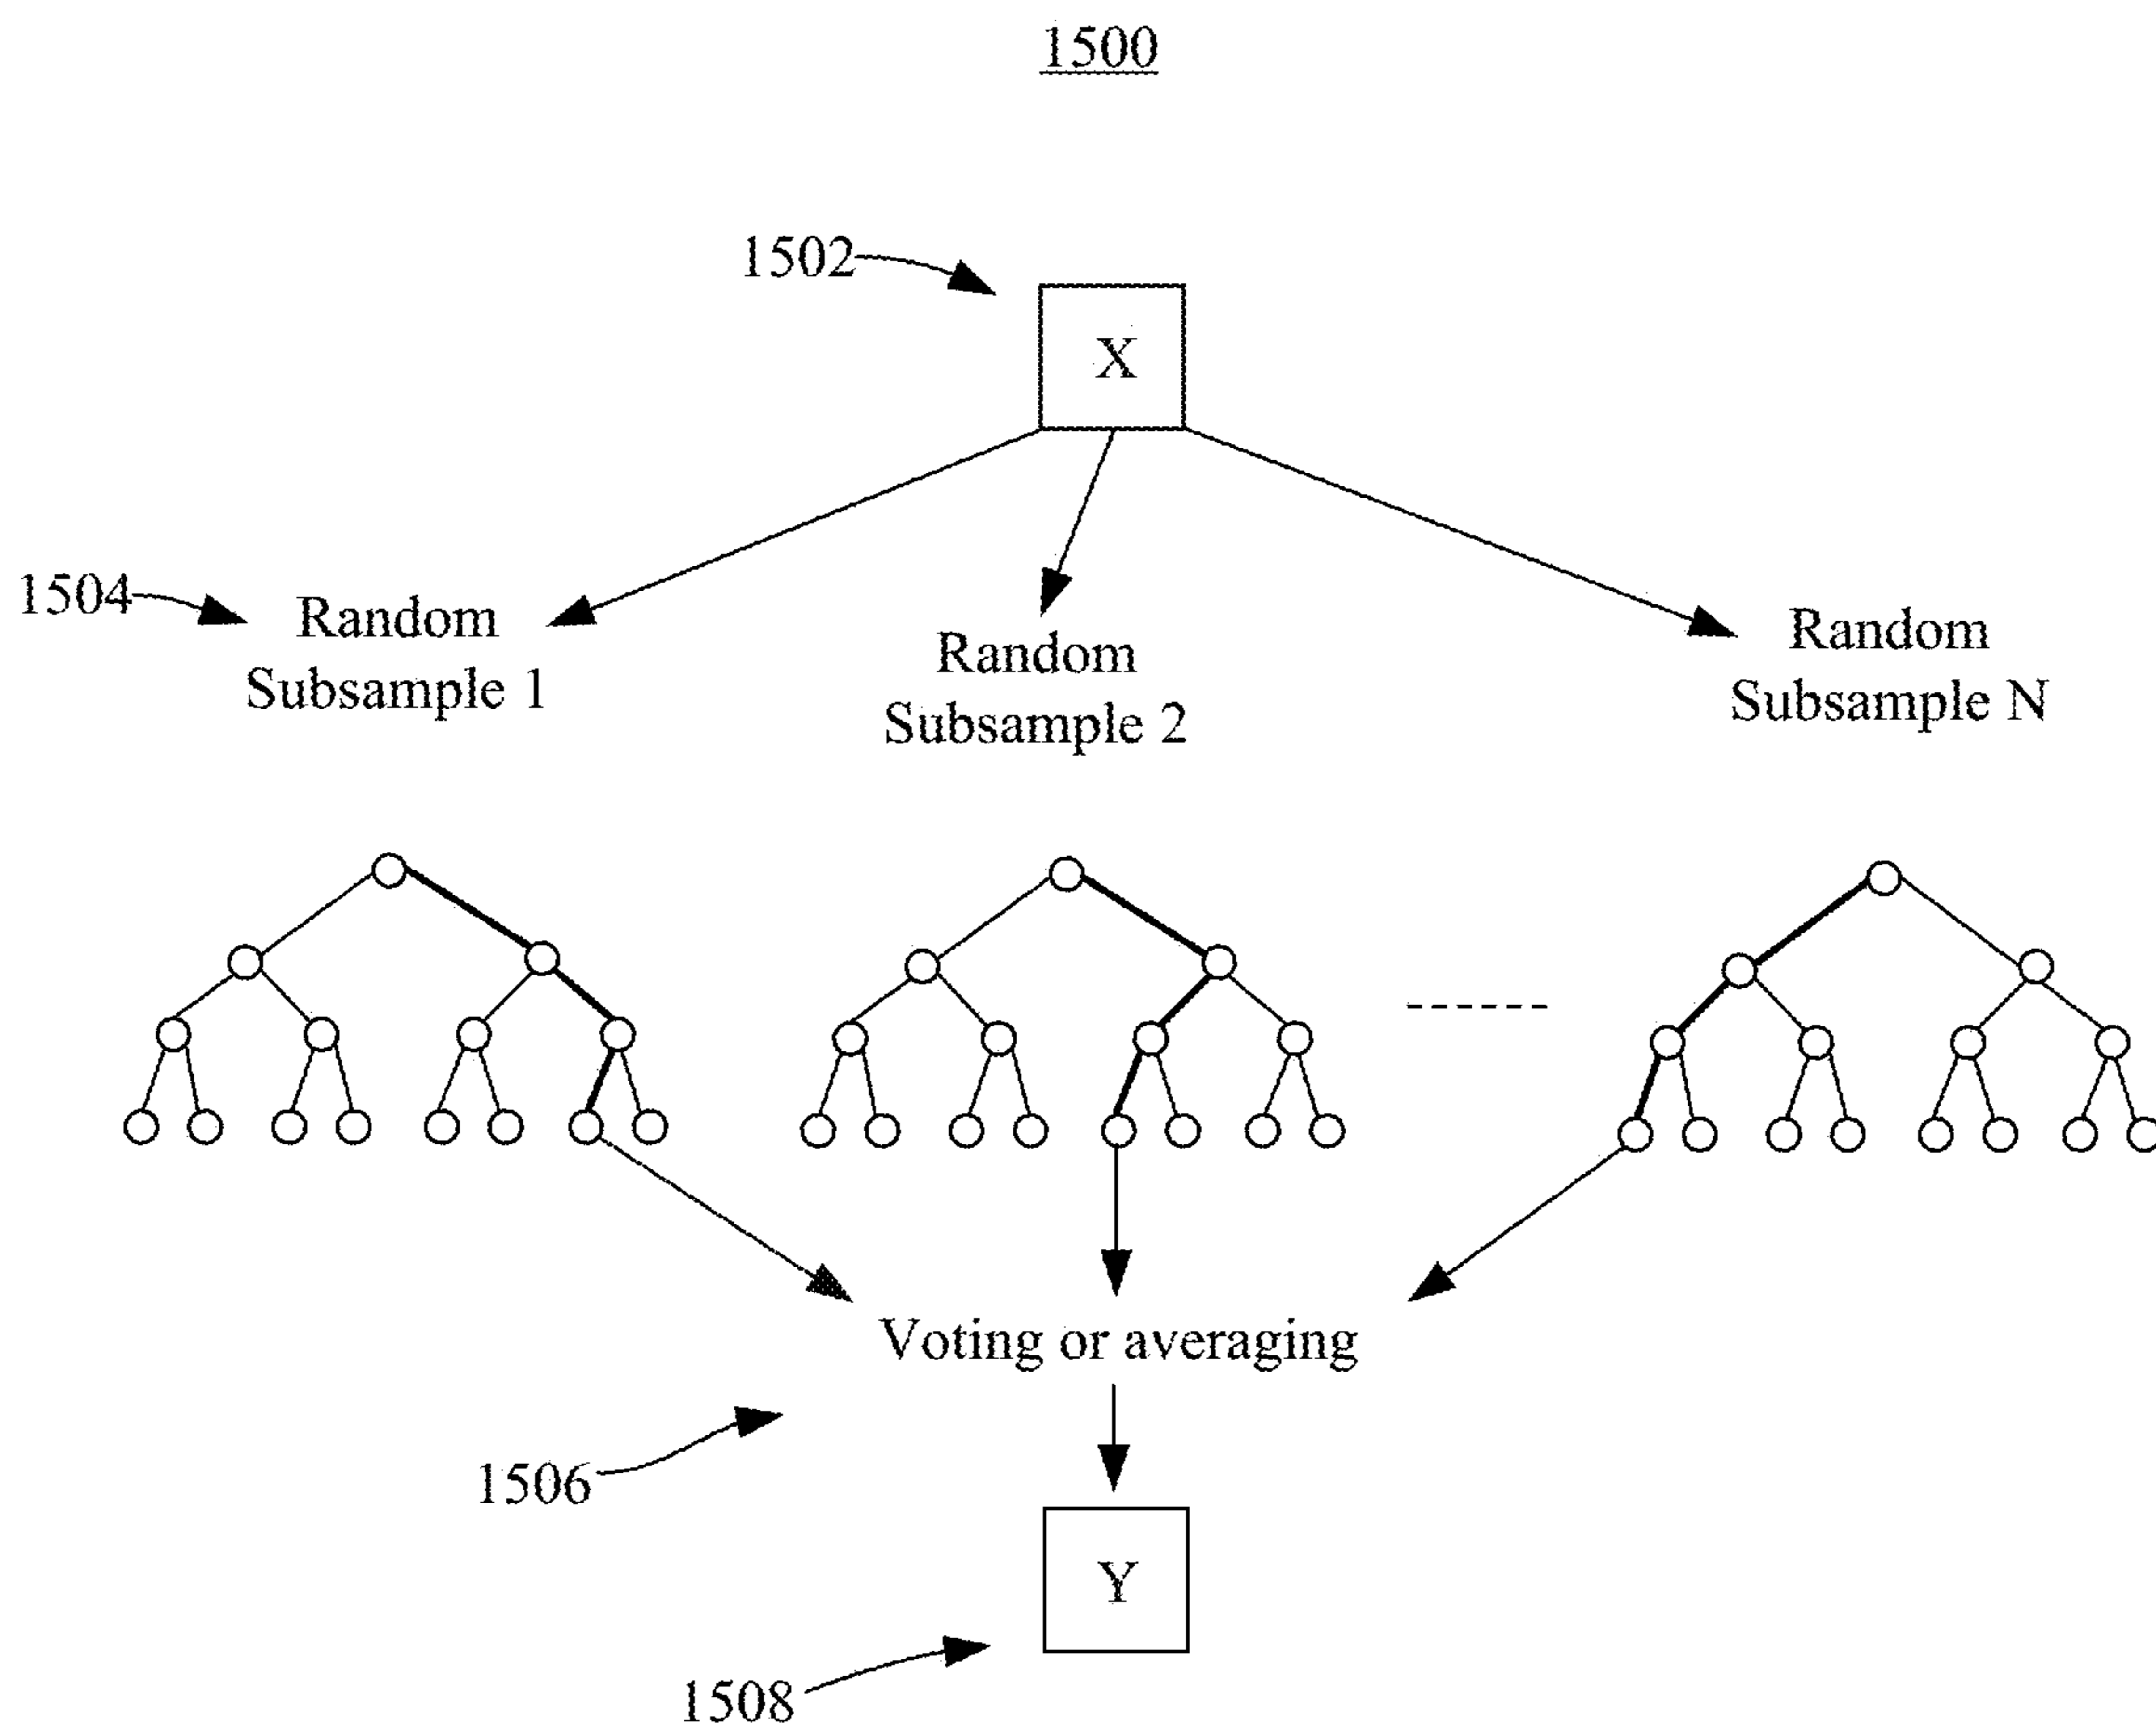 1500
1502
X
1504
Random
Subsample 1
Random
Subsample 2
Random
Subsample N
Voting or averaging
1506
Y
1508